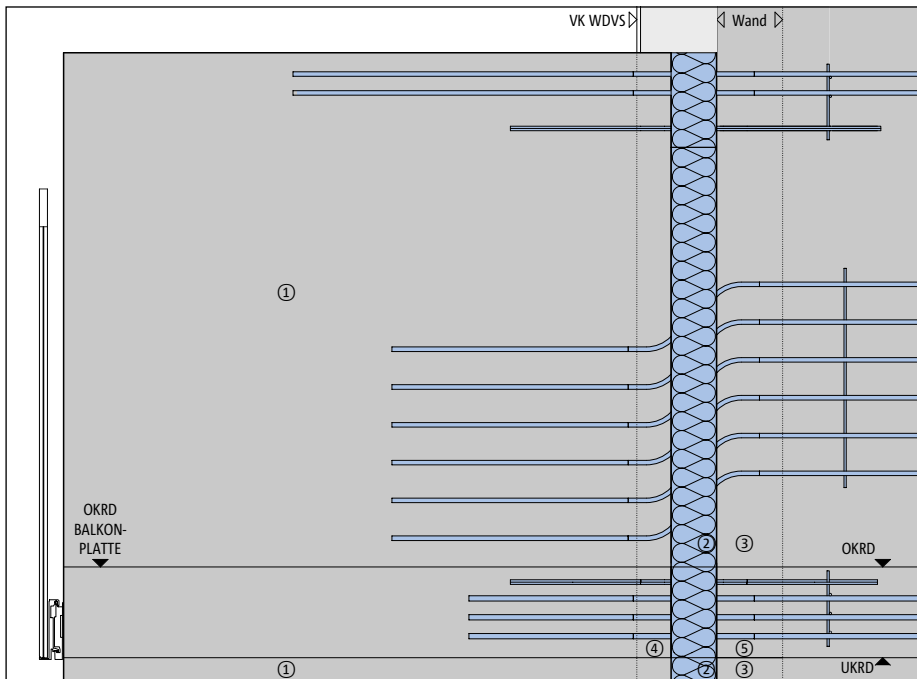 VK WDVS
Wand
①
OKRD
BALKON-
PLATTE
② ③
OKRD
④ ⑤
① ② ③
UKRD